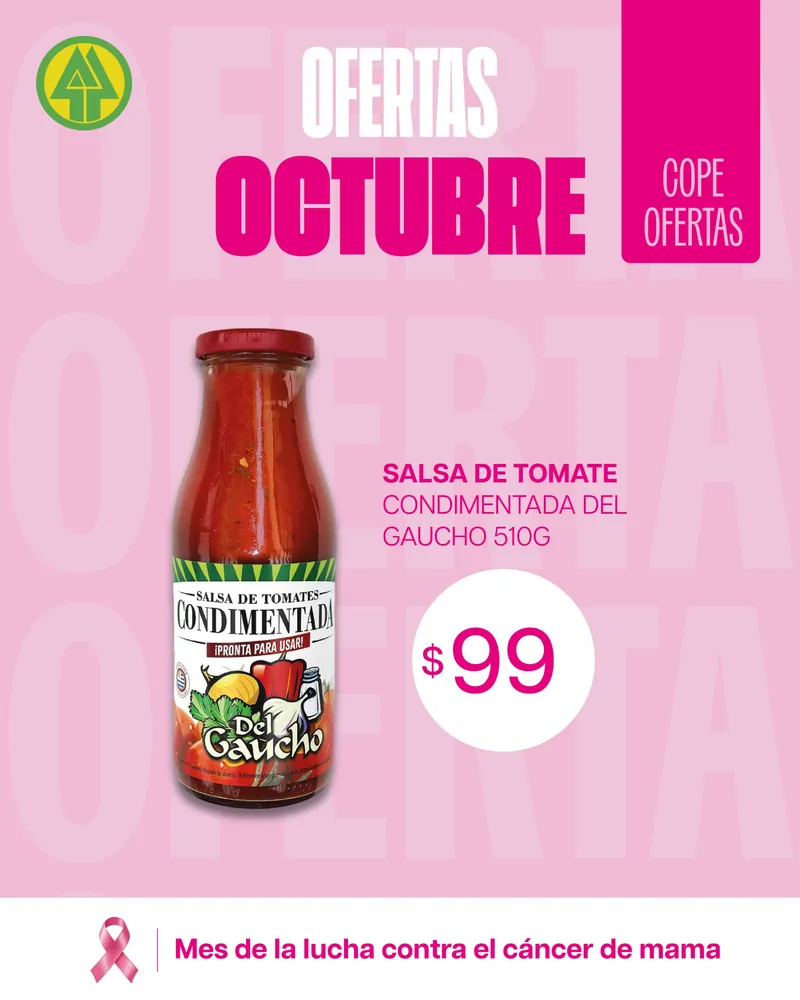 OFERTAS
OCTUBRE
COPE
OFERTAS
SALSA DE TOMATE
CONDIMENTADA DEL
GAUCHO 510G
$ 99
SALSA DE TOMATES
CONDIMENTADA
¡PRONTA PARA USAR!
Del
Gaucho
Mes de la lucha contra el cáncer de mama